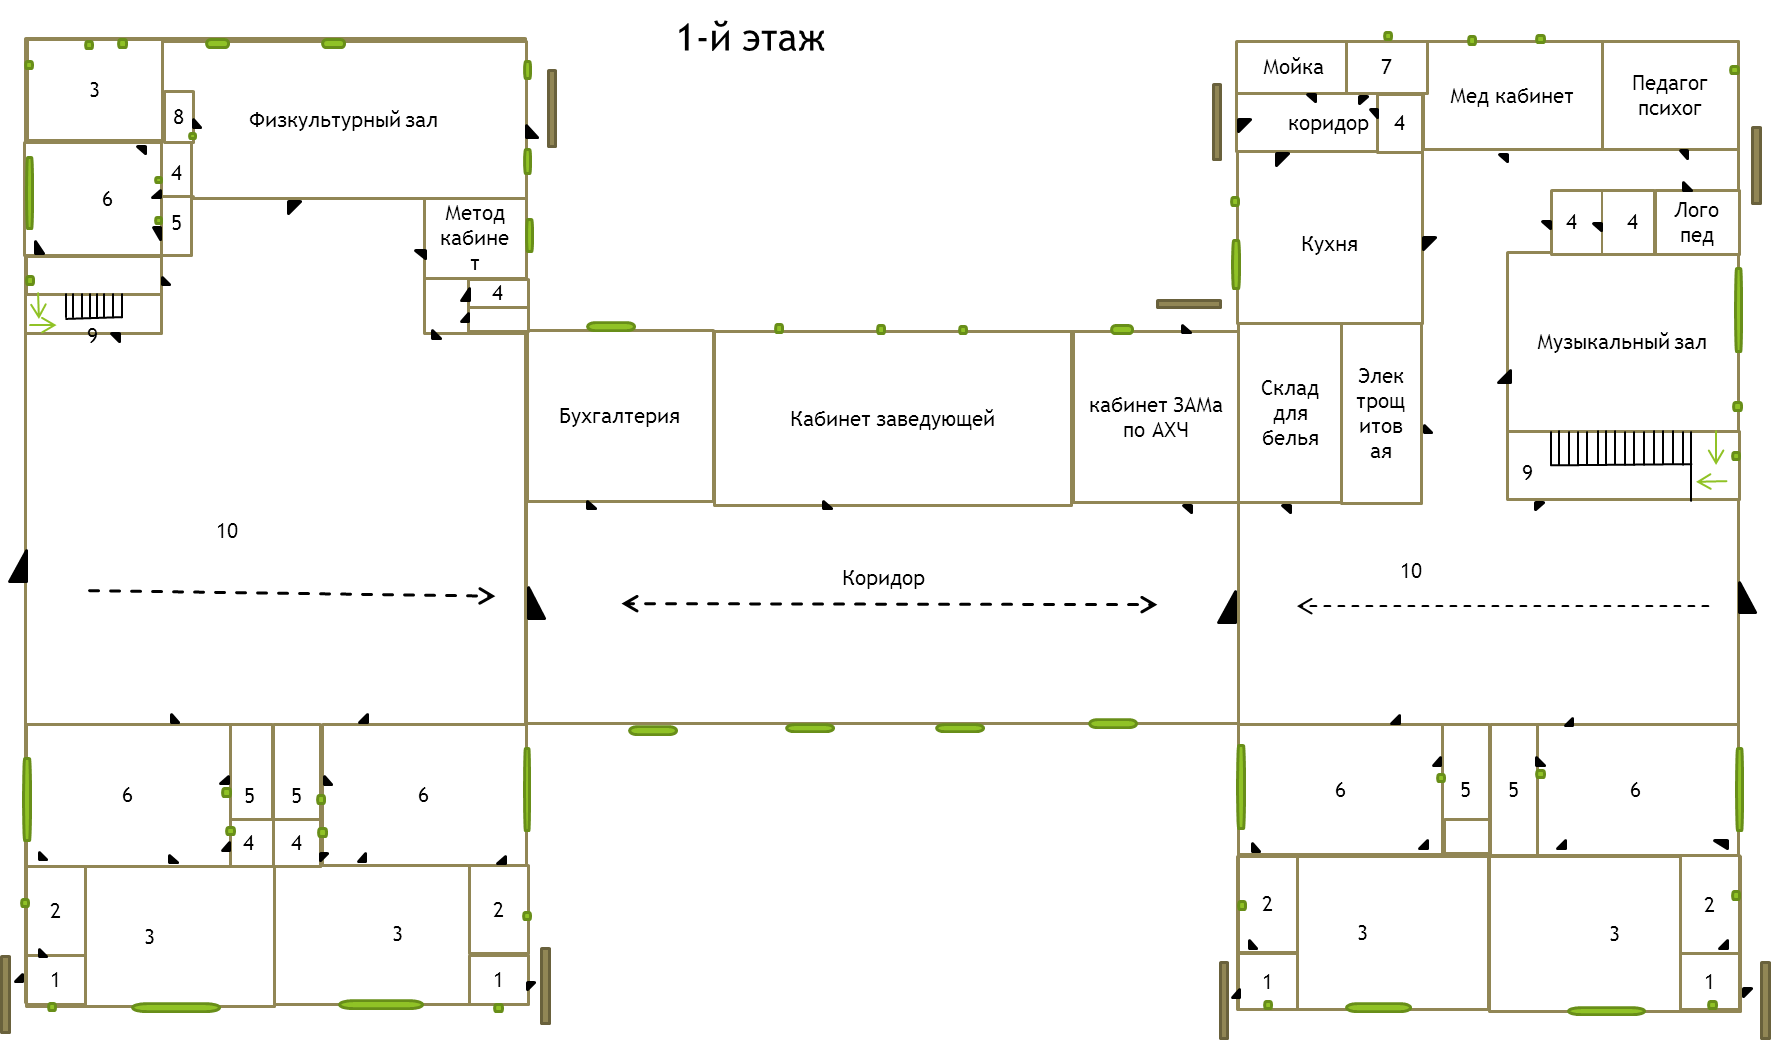 1-й этаж
3
8
Физкультурный зал
4
6
5
Метод
кабине
т
4
9
10
Мойка
7
Мед кабинет
Педагог
психог
коридор
4
Кухня
4
4
Лого
пед
Музыкальный зал
9
Бухгалтерия
Кабинет заведующей
кабинет ЗАМа
по АХЧ
Склад
для
белья
Элек
трощ
итов
ая
Коридор
10
6
5
5
6
4
4
2
3
3
2
1
1
6
5
5
6
2
3
3
2
1
1